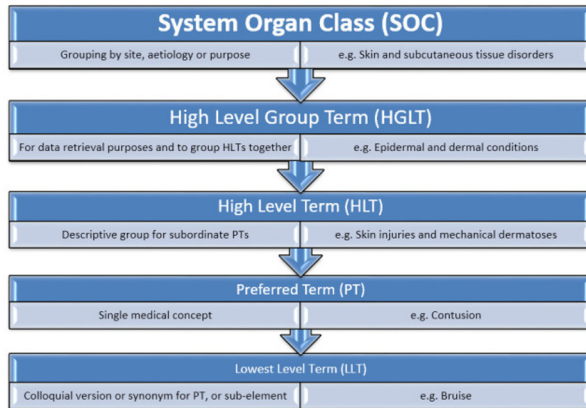 System Organ Class (SOC)
Grouping by site, aetiology or purpose
e.g. Skin and subcutaneous tissue disorders
High Level Group Term (HGLT)
For data retrieval purposes and to group HLTs together
e.g. Epidermal and dermal conditions
High Level Term (HLT)
Descriptive group for subordinate PTs
e.g. Skin injuries and mechanical dermatoses
Preferred Term (PT)
Single medical concept
e.g. Contusion
Lowest Level Term (LLT)
Colloquial version or synonym for PT, or sub-element
e.g. Bruise